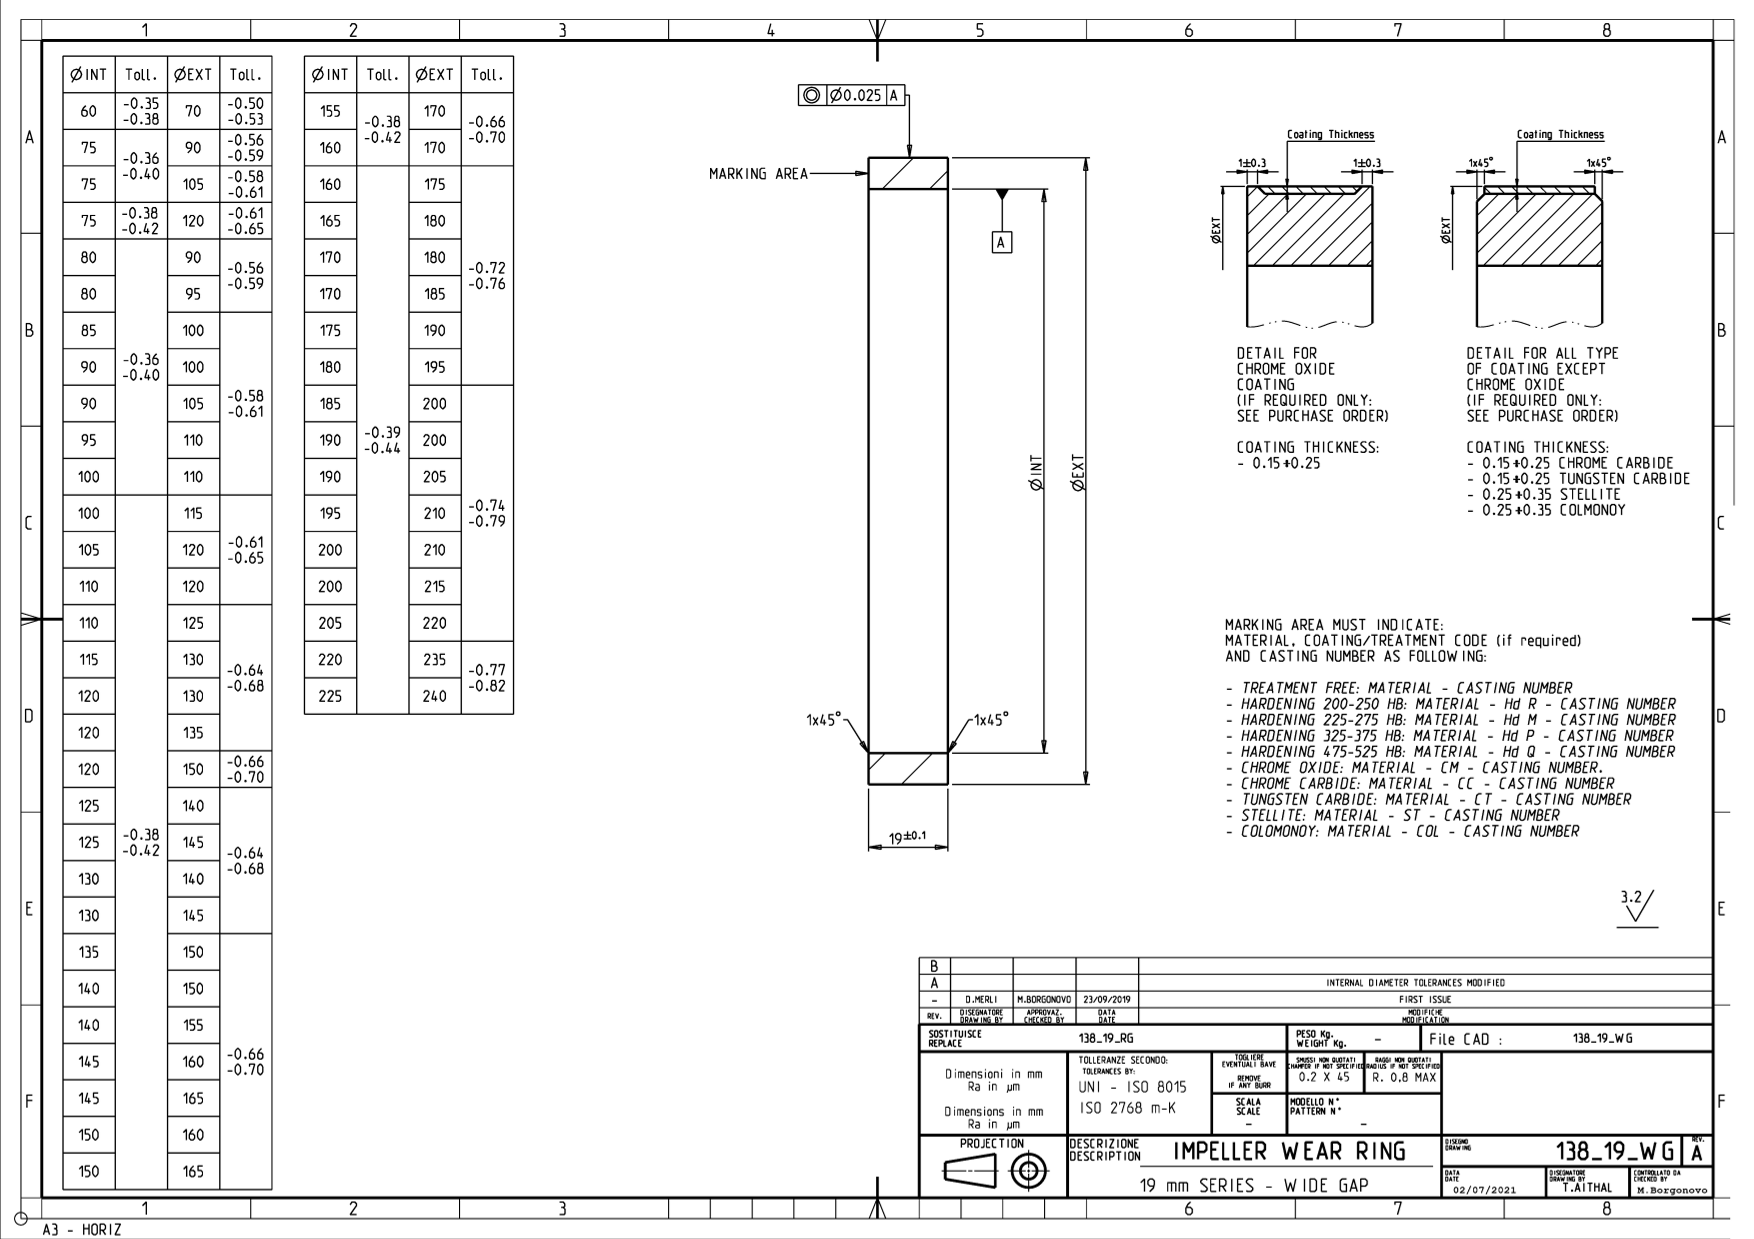 1 2 3 4 5 6 7 8
A B C D E F
ØINT Toll. ØEXT Toll.
60 -0.35 -0.38 70 -0.50 -0.53
75 -0.36 -0.40 90 -0.56 -0.59
75 105 -0.58 -0.61
75 -0.38 -0.42 120 -0.61 -0.65
80 -0.36 -0.40 90 -0.56 -0.59
80 95
85 100 -0.58 -0.61
90 100
90 105
95 110
100 110
100 -0.38 -0.42 115 -0.61 -0.65
105 120
110 120
110 125 -0.64 -0.68
115 130
120 130
120 135
120 150 -0.66 -0.70
125 140 -0.64 -0.68
125 145
130 140
130 145
135 150 -0.66 -0.70
140 150
140 155
145 160
145 165
150 160
150 165
ØINT Toll. ØEXT Toll.
155 -0.38 -0.42 170 -0.66 -0.70
160 170
160 -0.39 -0.44 175 -0.72 -0.76
165 180
170 180
170 185
175 190
180 195
185 200 -0.74 -0.79
190 200
190 205
195 210
200 210
200 215
205 220
220 235 -0.77 -0.82
225 240
Ø0.025 A
MARKING AREA
A
ØINT
ØEXT
1x45° 1x45°
19±0.1
Coating Thickness
1±0.3 1±0.3
ØEXT
DETAIL FOR
CHROME OXIDE
COATING
(IF REQUIRED ONLY:
SEE PURCHASE ORDER)
COATING THICKNESS:
- 0.15÷0.25
Coating Thickness
1x45° 1x45°
ØEXT
DETAIL FOR ALL TYPE
OF COATING EXCEPT
CHROME OXIDE
(IF REQUIRED ONLY:
SEE PURCHASE ORDER)
COATING THICKNESS:
- 0.15÷0.25 CHROME CARBIDE
- 0.15÷0.25 TUNGSTEN CARBIDE
- 0.25÷0.35 STELLITE
- 0.25÷0.35 COLMONOY
MARKING AREA MUST INDICATE:
MATERIAL, COATING/TREATMENT CODE (if required)
AND CASTING NUMBER AS FOLLOWING:
- TREATMENT FREE: MATERIAL - CASTING NUMBER
- HARDENING 200-250 HB: MATERIAL - Hd R - CASTING NUMBER
- HARDENING 225-275 HB: MATERIAL - Hd M - CASTING NUMBER
- HARDENING 325-375 HB: MATERIAL - Hd P - CASTING NUMBER
- HARDENING 475-525 HB: MATERIAL - Hd Q - CASTING NUMBER
- CHROME OXIDE: MATERIAL - CM - CASTING NUMBER.
- CHROME CARBIDE: MATERIAL - CC - CASTING NUMBER
- TUNGSTEN CARBIDE: MATERIAL - CT - CASTING NUMBER
- STELLITE: MATERIAL - ST - CASTING NUMBER
- COLOMONOY: MATERIAL - COL - CASTING NUMBER
3.2
B
A INTERNAL DIAMETER TOLERANCES MODIFIED
- D.MERLI M.BORGONOVO 23/09/2019 FIRST ISSUE
REV. DISEGNATORE APPROVAZ. DATA MODIFICHE
DRAWING BY CHECKED BY DATE MODIFICATION
SOSTITUISCE
REPLACE
138_19_RG
PESO Kg.
WEIGHT Kg.
-
File CAD : 138_19_WG
Dimensioni in mm
Ra in µm
Dimensions in mm
Ra in µm
TOLLERANZE SECONDO:
TOLERANCES BY:
UNI - ISO 8015
ISO 2768 m-K
TOGLIERE
EVENTUALI BAVE
REMOVE
IF ANY BURR
SMUSSI NON QUOTATI
CHAMFER IF NOT SPECIFIED
0.2 X 45
RAGGI NON QUOTATI
RADIUS IF NOT SPECIFIED
R. 0.8 MAX
SCALA
SCALE
-
MODELLO N°
PATTERN N°
-
PROJECTION
DESCRIZIONE
DESCRIPTION
IMPELLER WEAR RING
19 mm SERIES - WIDE GAP
DISEGNO
DRAWING
138_19_WG
REV.
A
DATA
DATE
02/07/2021
DISEGNATORE
DRAWING BY
T.AITHAL
CONTROLLATO DA
CHECKED BY
M.Borgonovo
A B C D E F
1 2 3 6 7 8
A3 - HORIZ